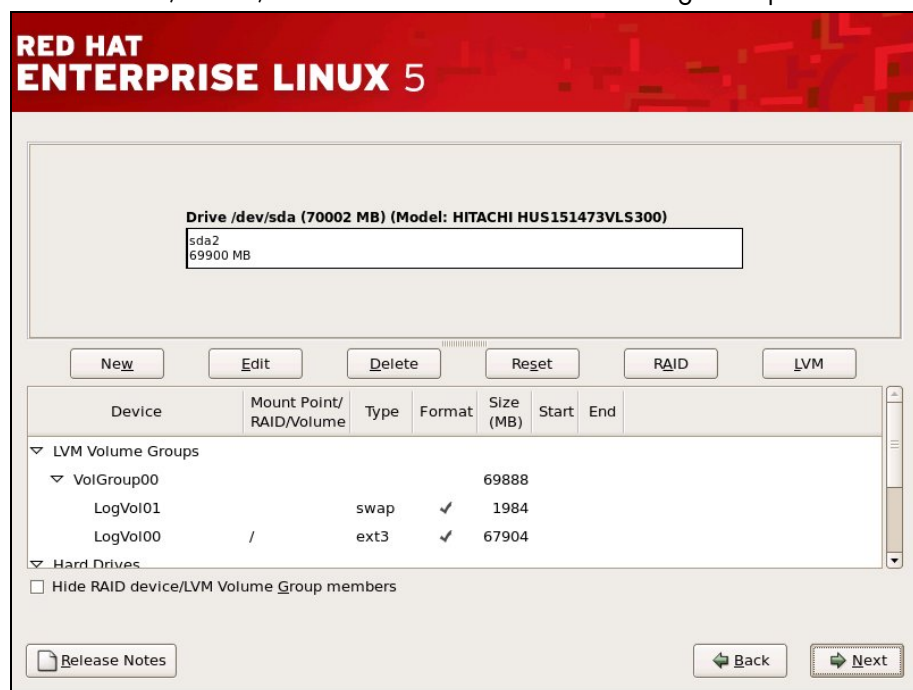 RED HAT
ENTERPRISE LINUX 5
Drive /dev/sda (70002 MB) (Model: HITACHI HUS151473VLS300)
sda2
69900 MB
New Edit Delete Reset RAID LVM
Device Mount Point/ RAID/Volume Type Format Size (MB) Start End
LVM Volume Groups
VolGroup00 69888
LogVol01 swap 1984
LogVol00 / ext3 67904
Hard Drives
Hide RAID device/LVM Volume Group members
Release Notes Back Next